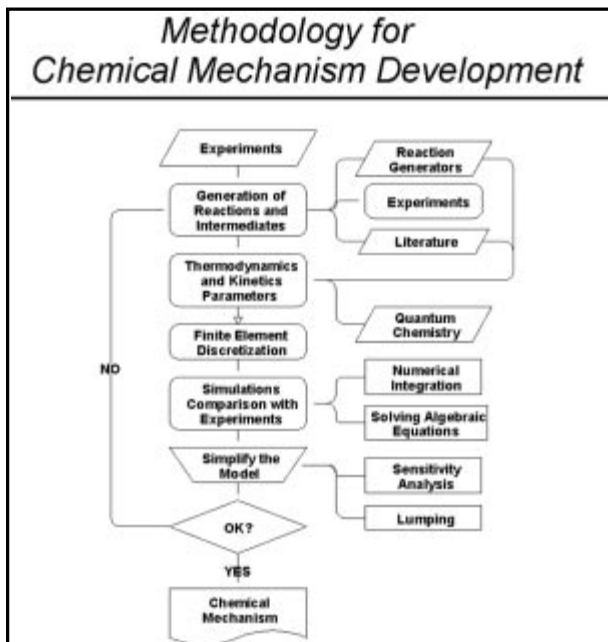 Methodology for
Chemical Mechanism Development
Experiments
Reaction
Generators
Generation of
Reactions and
Intermediates
Experiments
Literature
Thermodynamics
and Kinetics
Parameters
Quantum
Chemistry
Finite Element
Discretization
NO
Numerical
Integration
Simulations
Comparison with
Experiments
Solving Algebraic
Equations
Simplify the
Model
Sensitivity
Analysis
Lumping
OK?
YES
Chemical
Mechanism